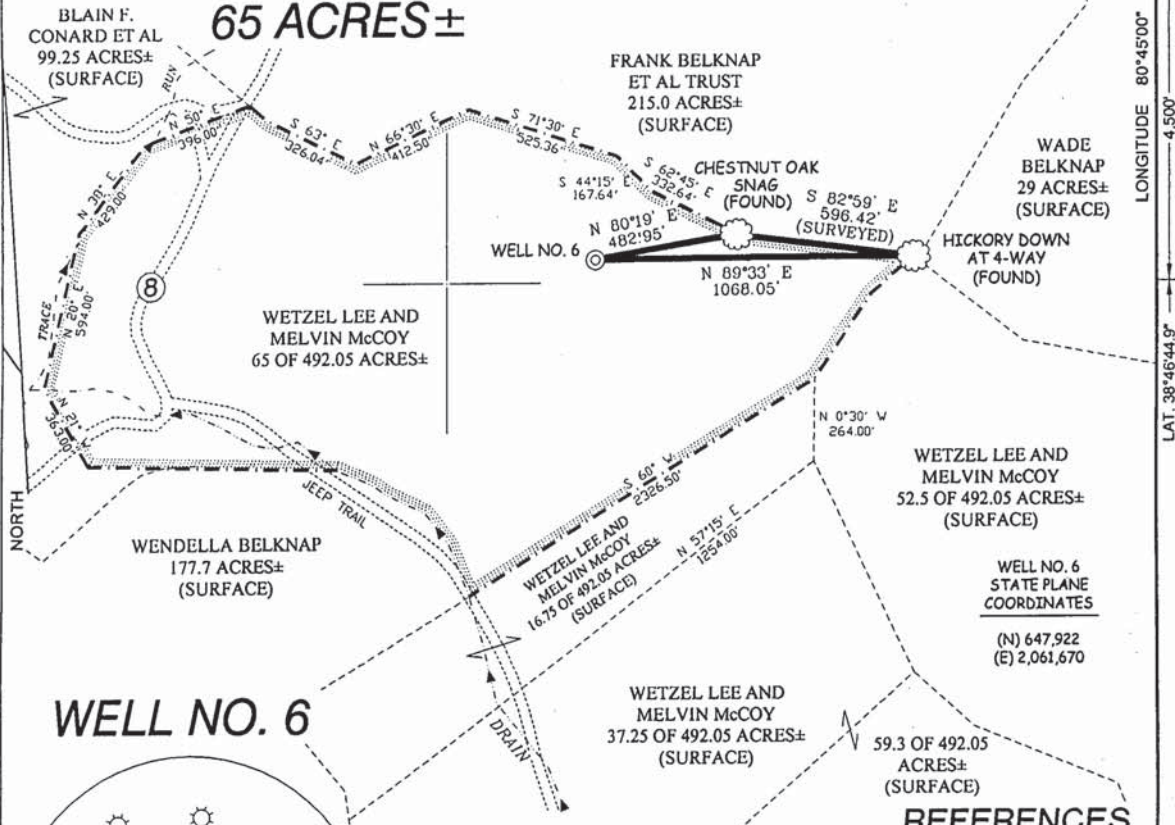 65 ACRES±
BLAIN F.
CONARD ET AL
99.25 ACRES±
(SURFACE)
RUN
FRANK BELKNAP
ET AL TRUST
215.0 ACRES±
(SURFACE)
LONGITUDE 80°45'00"
4,500'
WADE
BELKNAP
29 ACRES±
(SURFACE)
N 50° E
396.00'
S 63° E
326.04'
N 66°30' E
412.50'
S 71°30' E
525.36'
S 62°45' E
332.64'
S 44°15' E
167.64'
CHESTNUT OAK
SNAG
(FOUND)
S 82°59' E
596.42'
(SURVEYED)
N 80°19' E
482.95'
WELL NO. 6
N 89°33' E
1068.05'
HICKORY DOWN
AT 4-WAY
(FOUND)
N 30° E
429.00'
8
TRACE
N 20° E
594.00'
N 21° W
363.00'
WETZEL LEE AND
MELVIN McCOY
65 OF 492.05 ACRES±
LAT. 38°46'44.9"
N 0°30' W
264.00'
S 60° W
2326.50'
WETZEL LEE AND
MELVIN McCOY
52.5 OF 492.05 ACRES±
(SURFACE)
NORTH
JEEP TRAIL
WENDELLA BELKNAP
177.7 ACRES±
(SURFACE)
N 57°15' E
1254.00'
WETZEL LEE AND
MELVIN McCOY
16.75 OF 492.05 ACRES±
(SURFACE)
WELL NO. 6
STATE PLANE
COORDINATES
(N) 647,922
(E) 2,061,670
WELL NO. 6
DRAIN
WETZEL LEE AND
MELVIN McCOY
37.25 OF 492.05 ACRES±
(SURFACE)
59.3 OF 492.05
ACRES±
(SURFACE)
REFERENCES